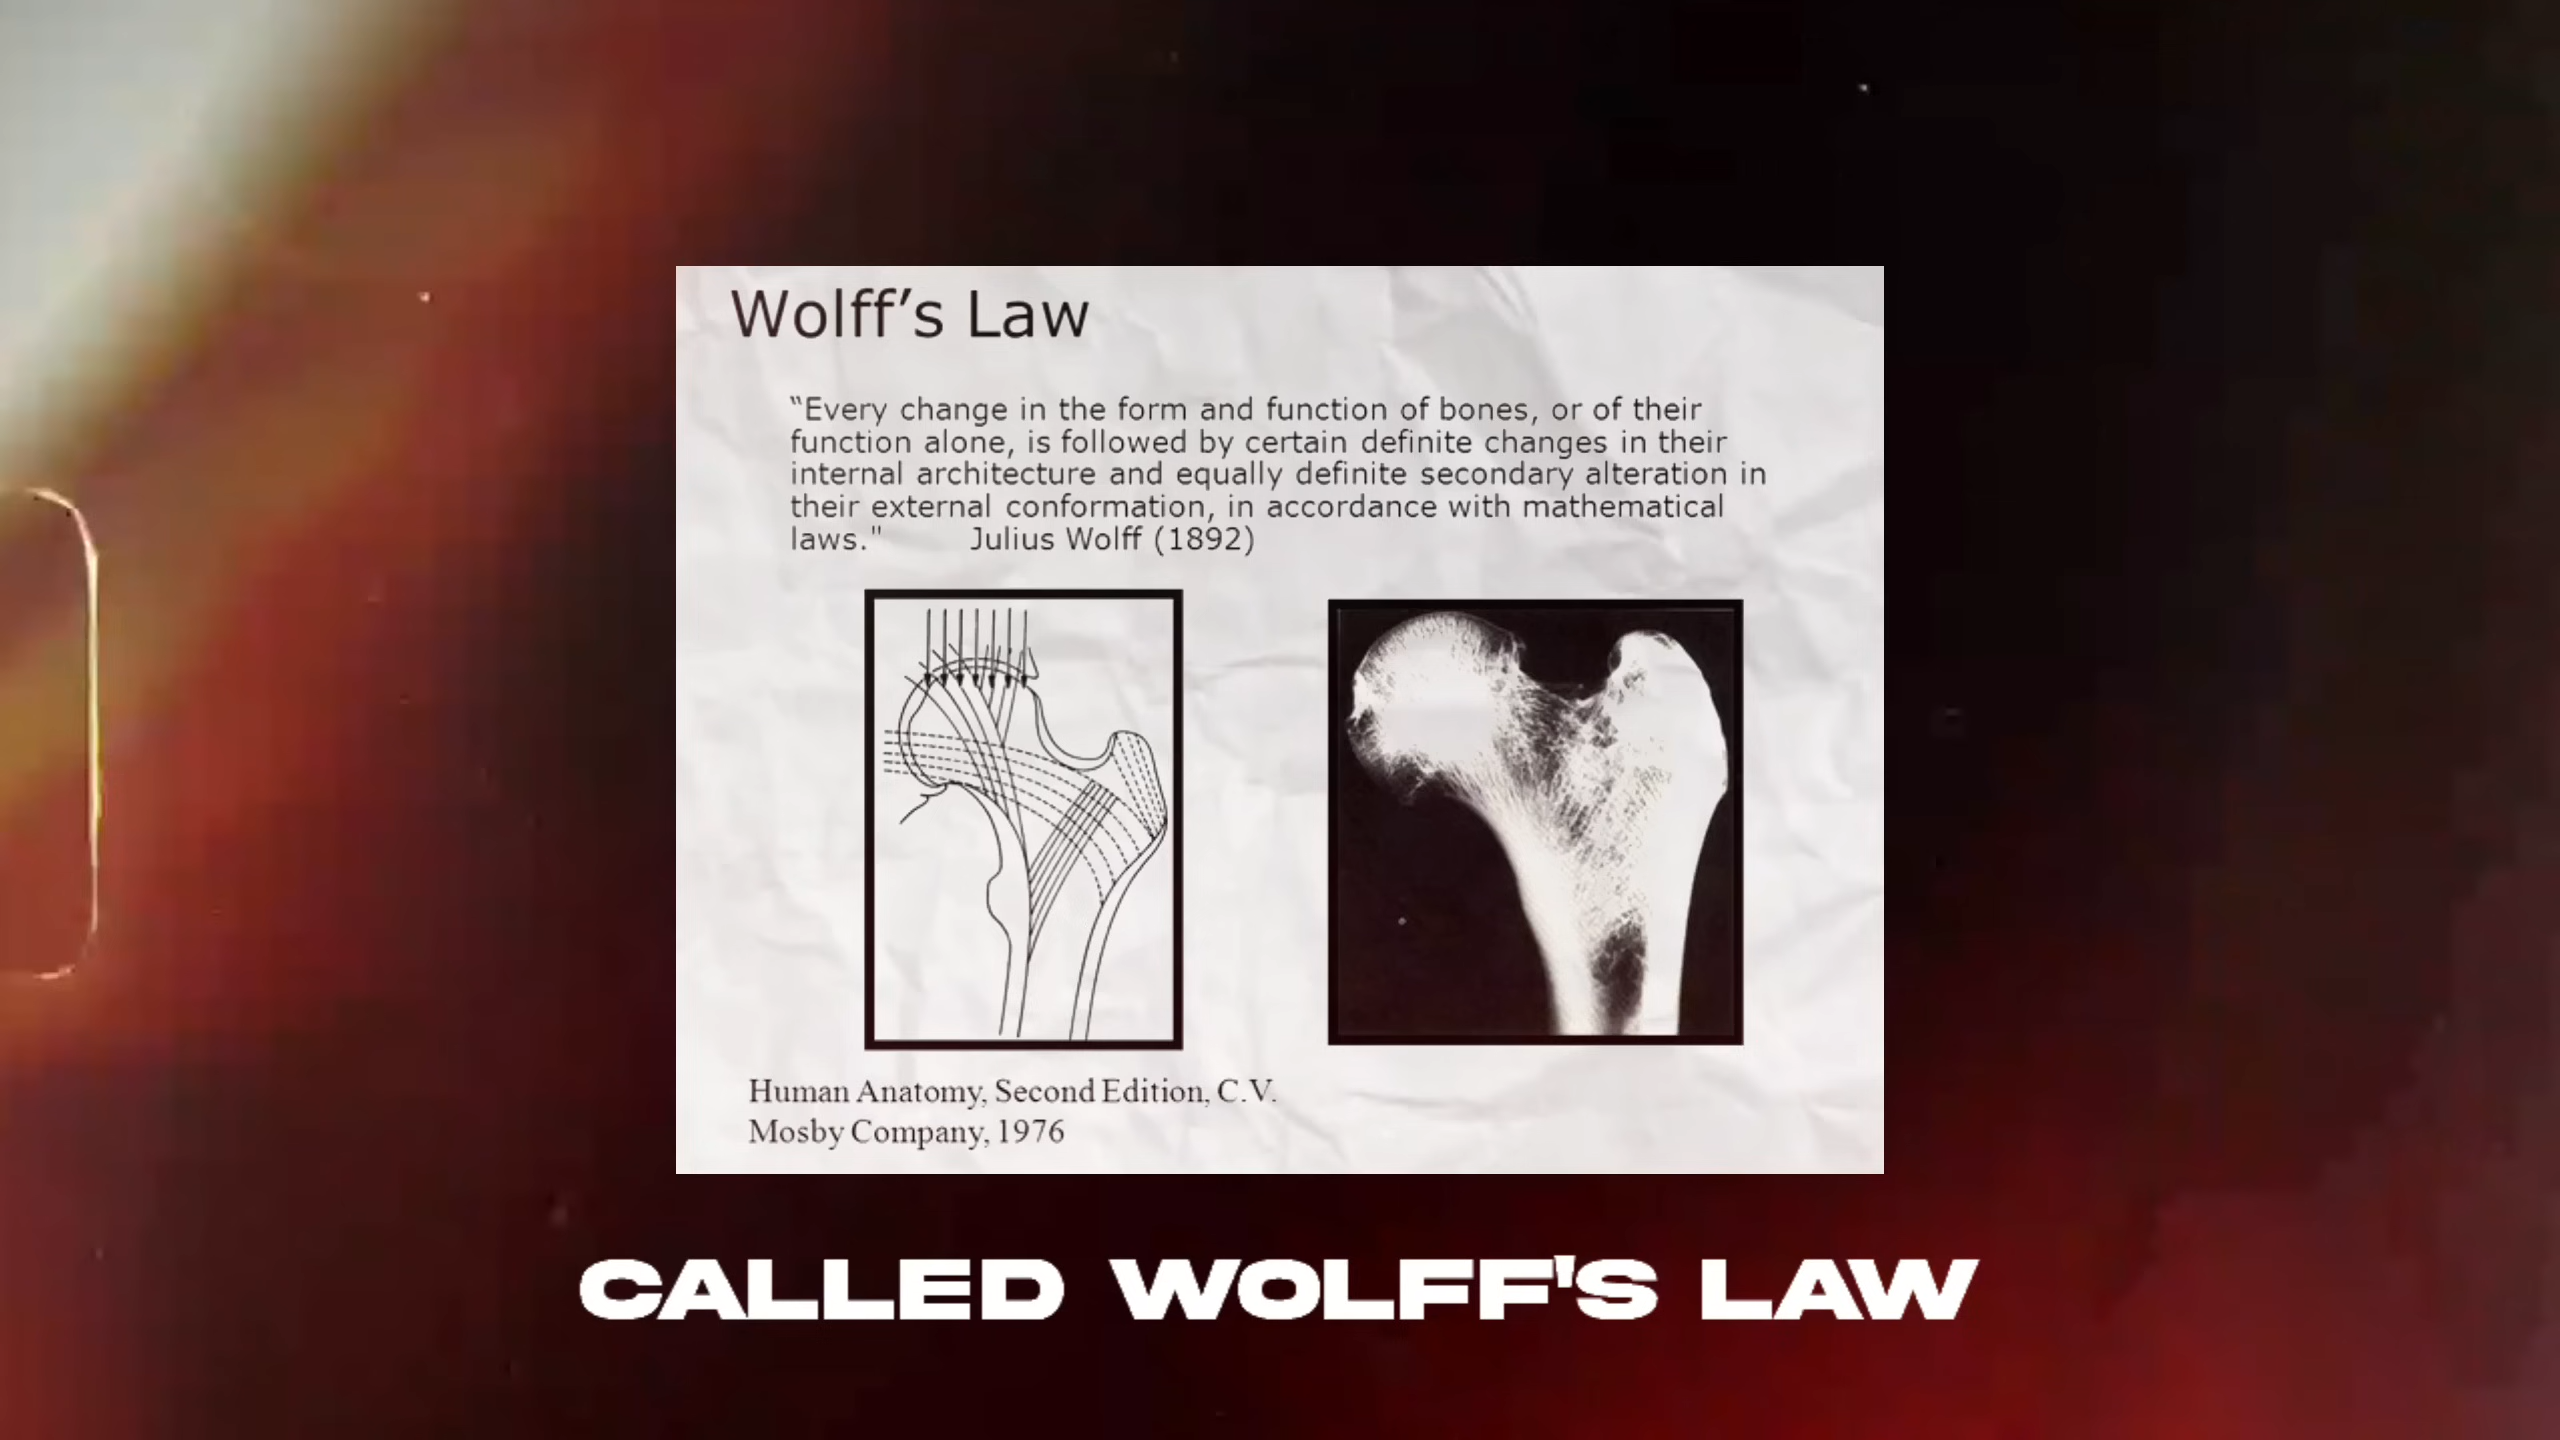 Wolff’s Law
“Every change in the form and function of bones, or of their
function alone, is followed by certain definite changes in their
internal architecture and equally definite secondary alteration in
their external conformation, in accordance with mathematical
laws." Julius Wolff (1892)
Human Anatomy, Second Edition, C.V.
Mosby Company, 1976
CALLED WOLFF'S LAW